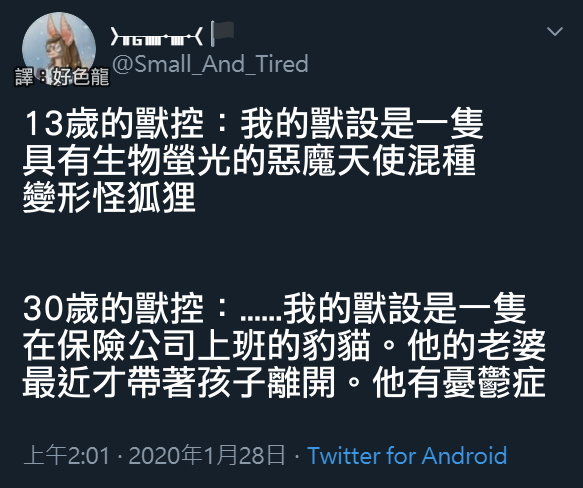 譯：好色龍
@Small_And_Tired
13歲的獸控：我的獸設是一隻
具有生物螢光的惡魔天使混種
變形怪狐狸
30歲的獸控：……我的獸設是一隻
在保險公司上班的豹貓。他的老婆
最近才帶著孩子離開。他有憂鬱症
上午2:01 · 2020年1月28日 · Twitter for Android